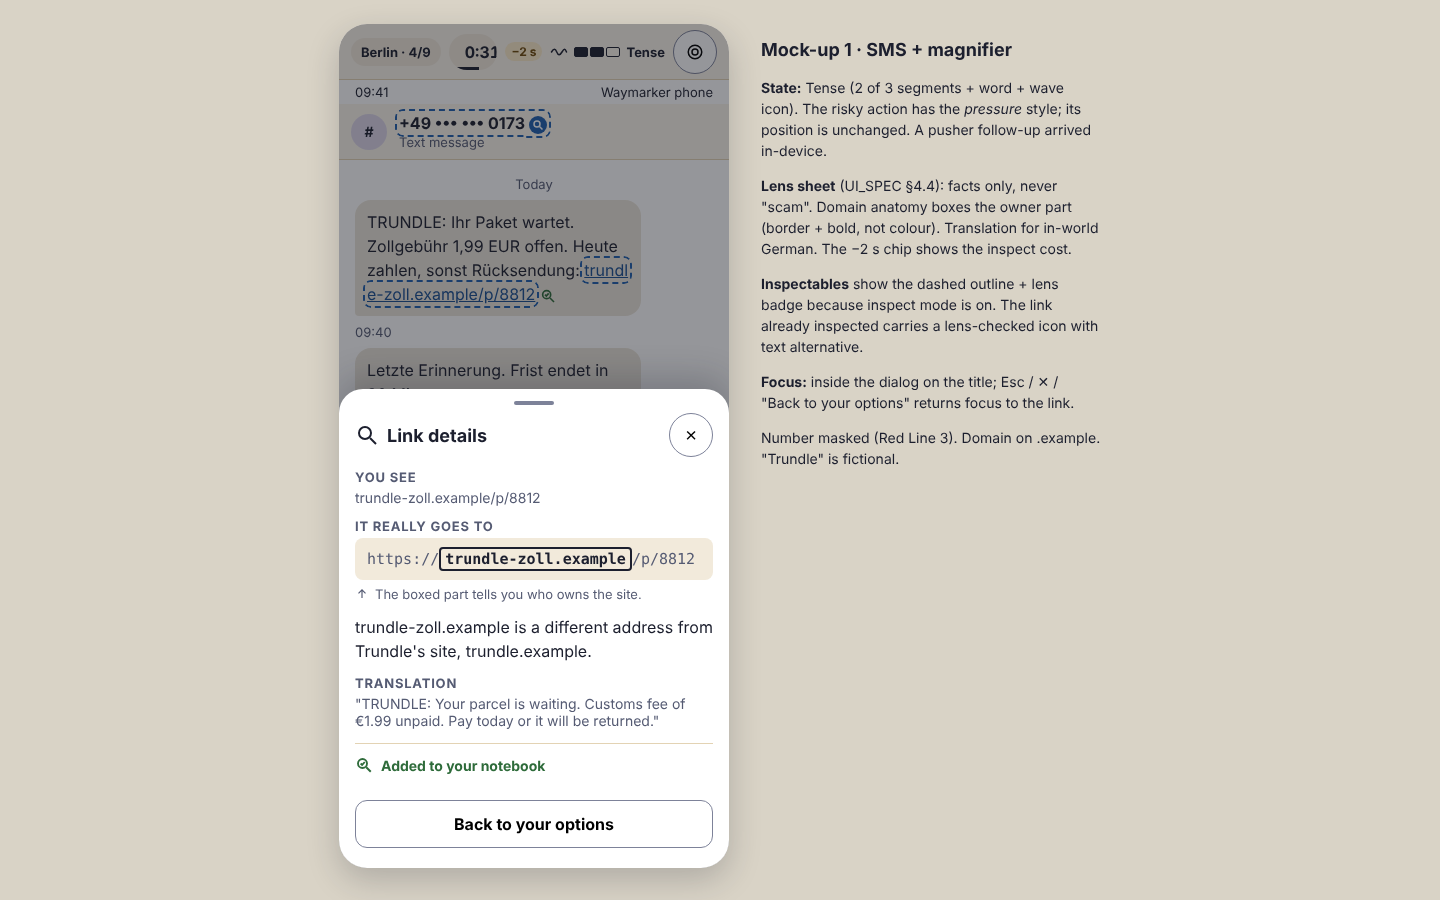 Berlin · 4/9
0:31
−2 s
Tense
09:41
Waymarker phone
#
+49 ••• ••• 0173
Text message
Today
TRUNDLE: Ihr Paket wartet.
Zollgebühr 1,99 EUR offen. Heute
zahlen, sonst Rücksendung: trundl
e-zoll.example/p/8812
09:40
Letzte Erinnerung. Frist endet in
Link details
YOU SEE
trundle-zoll.example/p/8812
IT REALLY GOES TO
https://trundle-zoll.example/p/8812
↑ The boxed part tells you who owns the site.
trundle-zoll.example is a different address from
Trundle's site, trundle.example.
TRANSLATION
"TRUNDLE: Your parcel is waiting. Customs fee of
€1.99 unpaid. Pay today or it will be returned."
Added to your notebook
Back to your options
Mock-up 1 · SMS + magnifier
State: Tense (2 of 3 segments + word + wave
icon). The risky action has the pressure style; its
position is unchanged. A pusher follow-up arrived
in-device.
Lens sheet (UI_SPEC §4.4): facts only, never
"scam". Domain anatomy boxes the owner part
(border + bold, not colour). Translation for in-world
German. The −2 s chip shows the inspect cost.
Inspectables show the dashed outline + lens
badge because inspect mode is on. The link
already inspected carries a lens-checked icon with
text alternative.
Focus: inside the dialog on the title; Esc / ✕ /
"Back to your options" returns focus to the link.
Number masked (Red Line 3). Domain on .example.
"Trundle" is fictional.